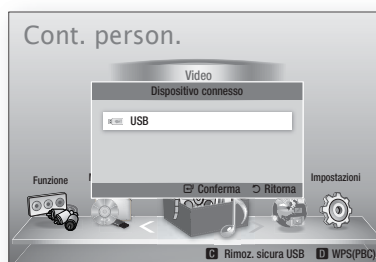 Cont. person.
Video
Dispositivo connesso
USB
Conferma Ritorna
Funzione
Impostazioni
C Rimoz. sicura USB D WPS(PBC)